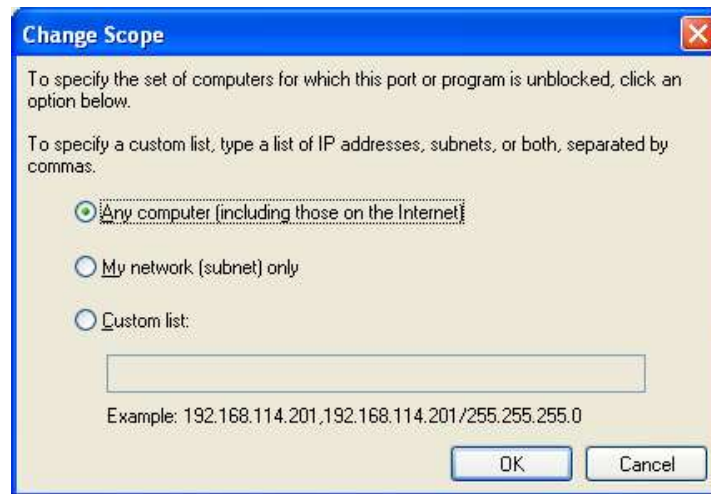 Change Scope
To specify the set of computers for which this port or program is unblocked, click an
option below.
To specify a custom list, type a list of IP addresses, subnets, or both, separated by
commas.
Any computer (including those on the Internet)
My network (subnet) only
Custom list:
Example: 192.168.114.201,192.168.114.201/255.255.255.0
OK
Cancel